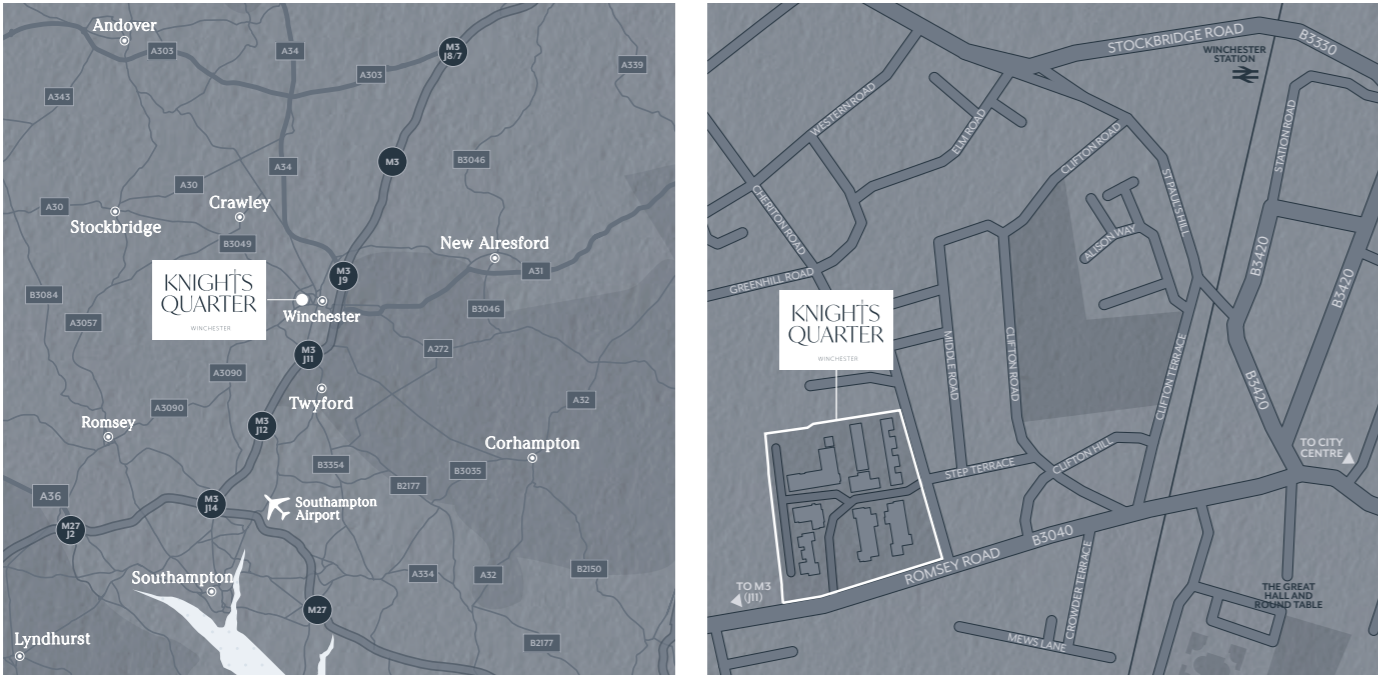 Andover
A303
A34
M3
J8/7
A303
A339
A343
M3
A34
B3046
A30
A30
Stockbridge
Crawley
B3049
New Alresford
A31
M3
J9
KNIGHTS
QUARTER
WINCHESTER
Winchester
B3084
A3057
B3046
M3
J11
A272
A3090
Twyford
A3090
A32
Romsey
M3
J12
Corhampton
B3354
B3035
B2177
A36
M3
J14
Southampton
Airport
M27
J2
Southampton
A334
A32
B2150
M27
B2177
Lyndhurst
STOCKBRIDGE ROAD
B3330
WINCHESTER
STATION
WESTERN ROAD
ELM ROAD
CLIFTON ROAD
STATION ROAD
CHERITON ROAD
ST PAUL'S HILL
ALISON WAY
B3420
B3420
GREENHILL ROAD
KNIGHTS
QUARTER
WINCHESTER
MIDDLE ROAD
CLIFTON ROAD
CLIFTON TERRACE
B3420
STEP TERRACE
CLIFTON HILL
TO CITY
CENTRE
ROMSEY ROAD
B3040
TO M3
(J11)
CROWDER TERRACE
MEWS LANE
THE GREAT
HALL AND
ROUND TABLE